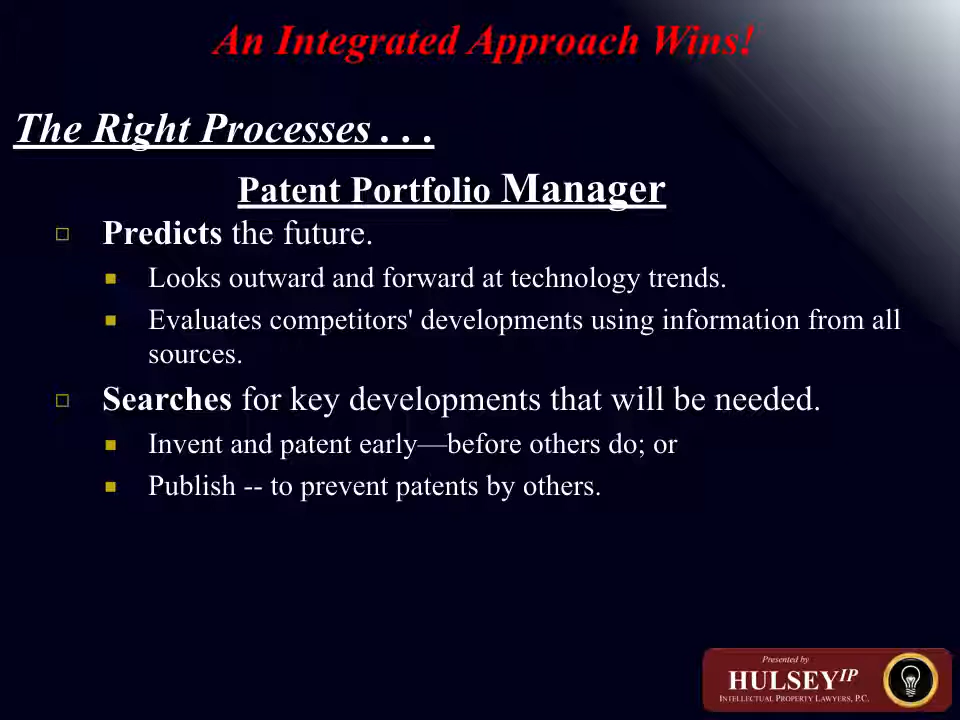 An Integrated Approach Wins!
The Right Processes . . .
Patent Portfolio Manager
Predicts the future.
Looks outward and forward at technology trends.
Evaluates competitors' developments using information from all
sources.
Searches for key developments that will be needed.
Invent and patent early—before others do; or
Publish -- to prevent patents by others.
Presented by
HULSEY IP
INTELLECTUAL PROPERTY LAWYERS, P.C.